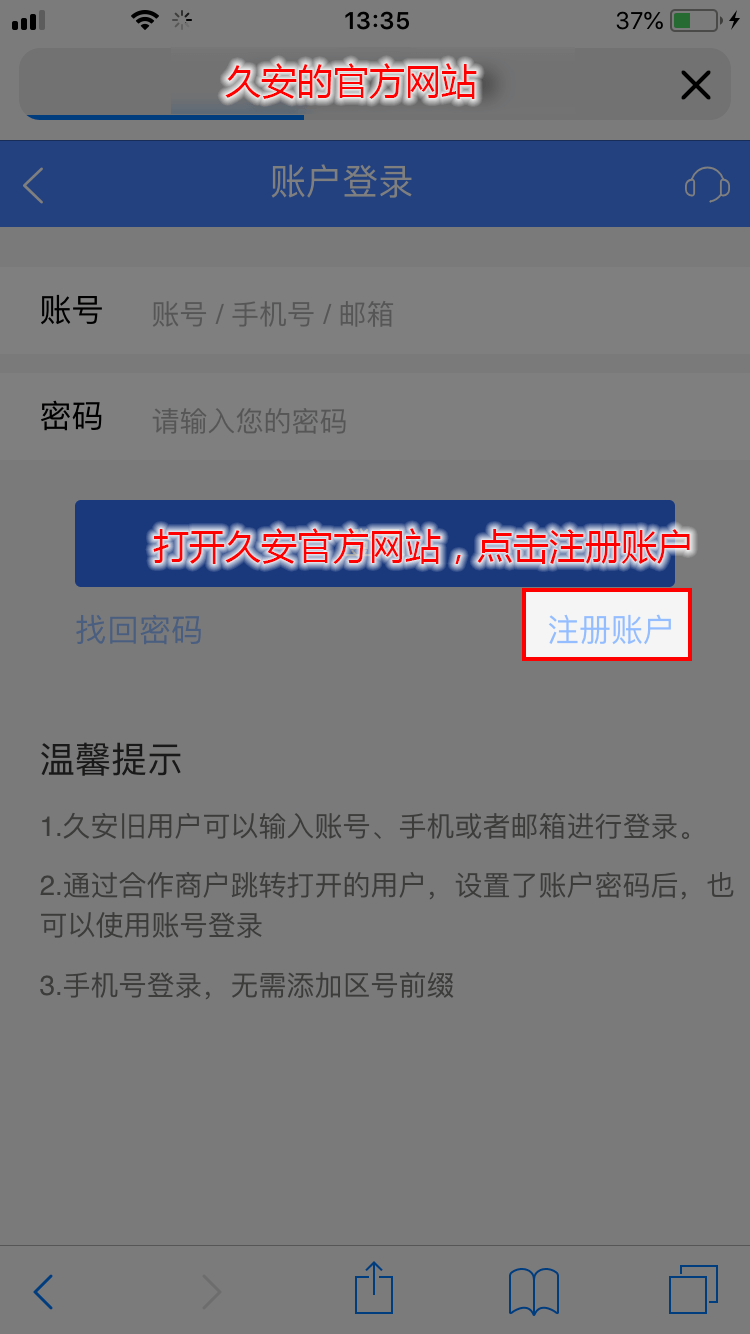 13:35
37%
久安的官方网站
账户登录
账号 账号 / 手机号 / 邮箱
密码 请输入您的密码
打开久安官方网站，点击注册账户
找回密码 注册账户
温馨提示
1.久安旧用户可以输入账号、手机或者邮箱进行登录。
2.通过合作商户跳转打开的用户，设置了账户密码后，也
可以使用账号登录
3.手机号登录，无需添加区号前缀